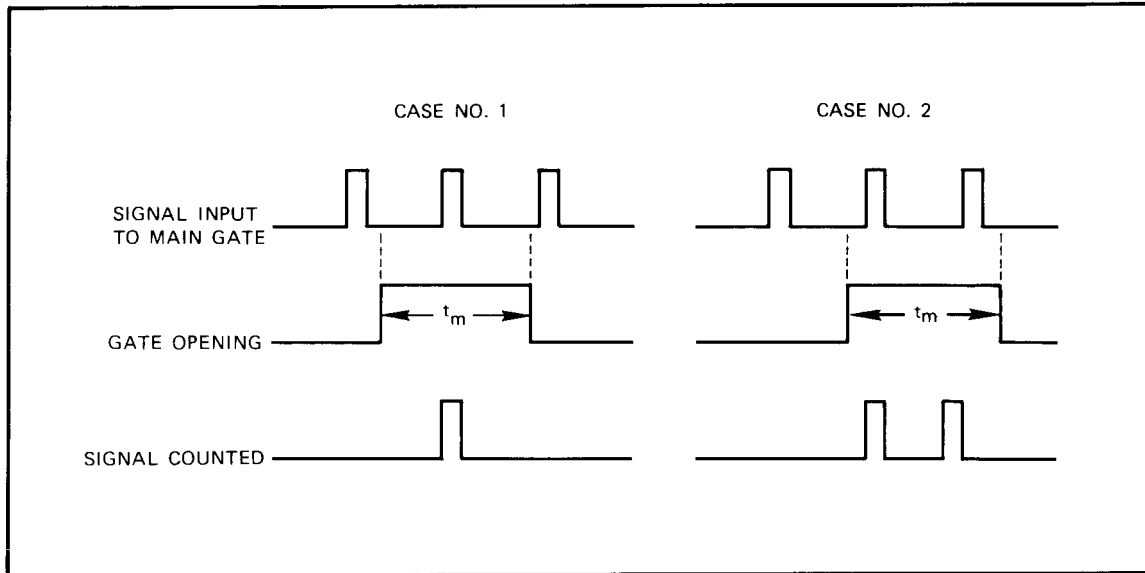 CASE NO. 1
CASE NO. 2
SIGNAL INPUT
TO MAIN GATE
GATE OPENING
tm
tm
SIGNAL COUNTED